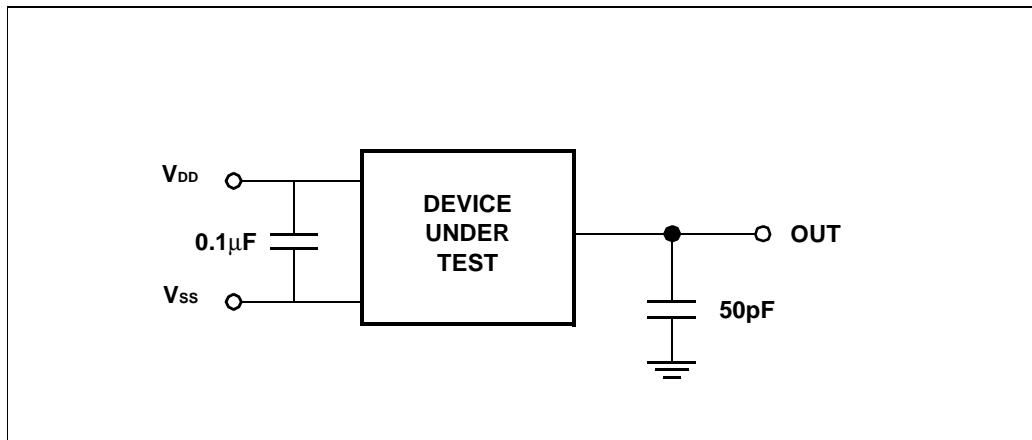 VDD
0.1μF
VSS
DEVICE
UNDER
TEST
OUT
50pF